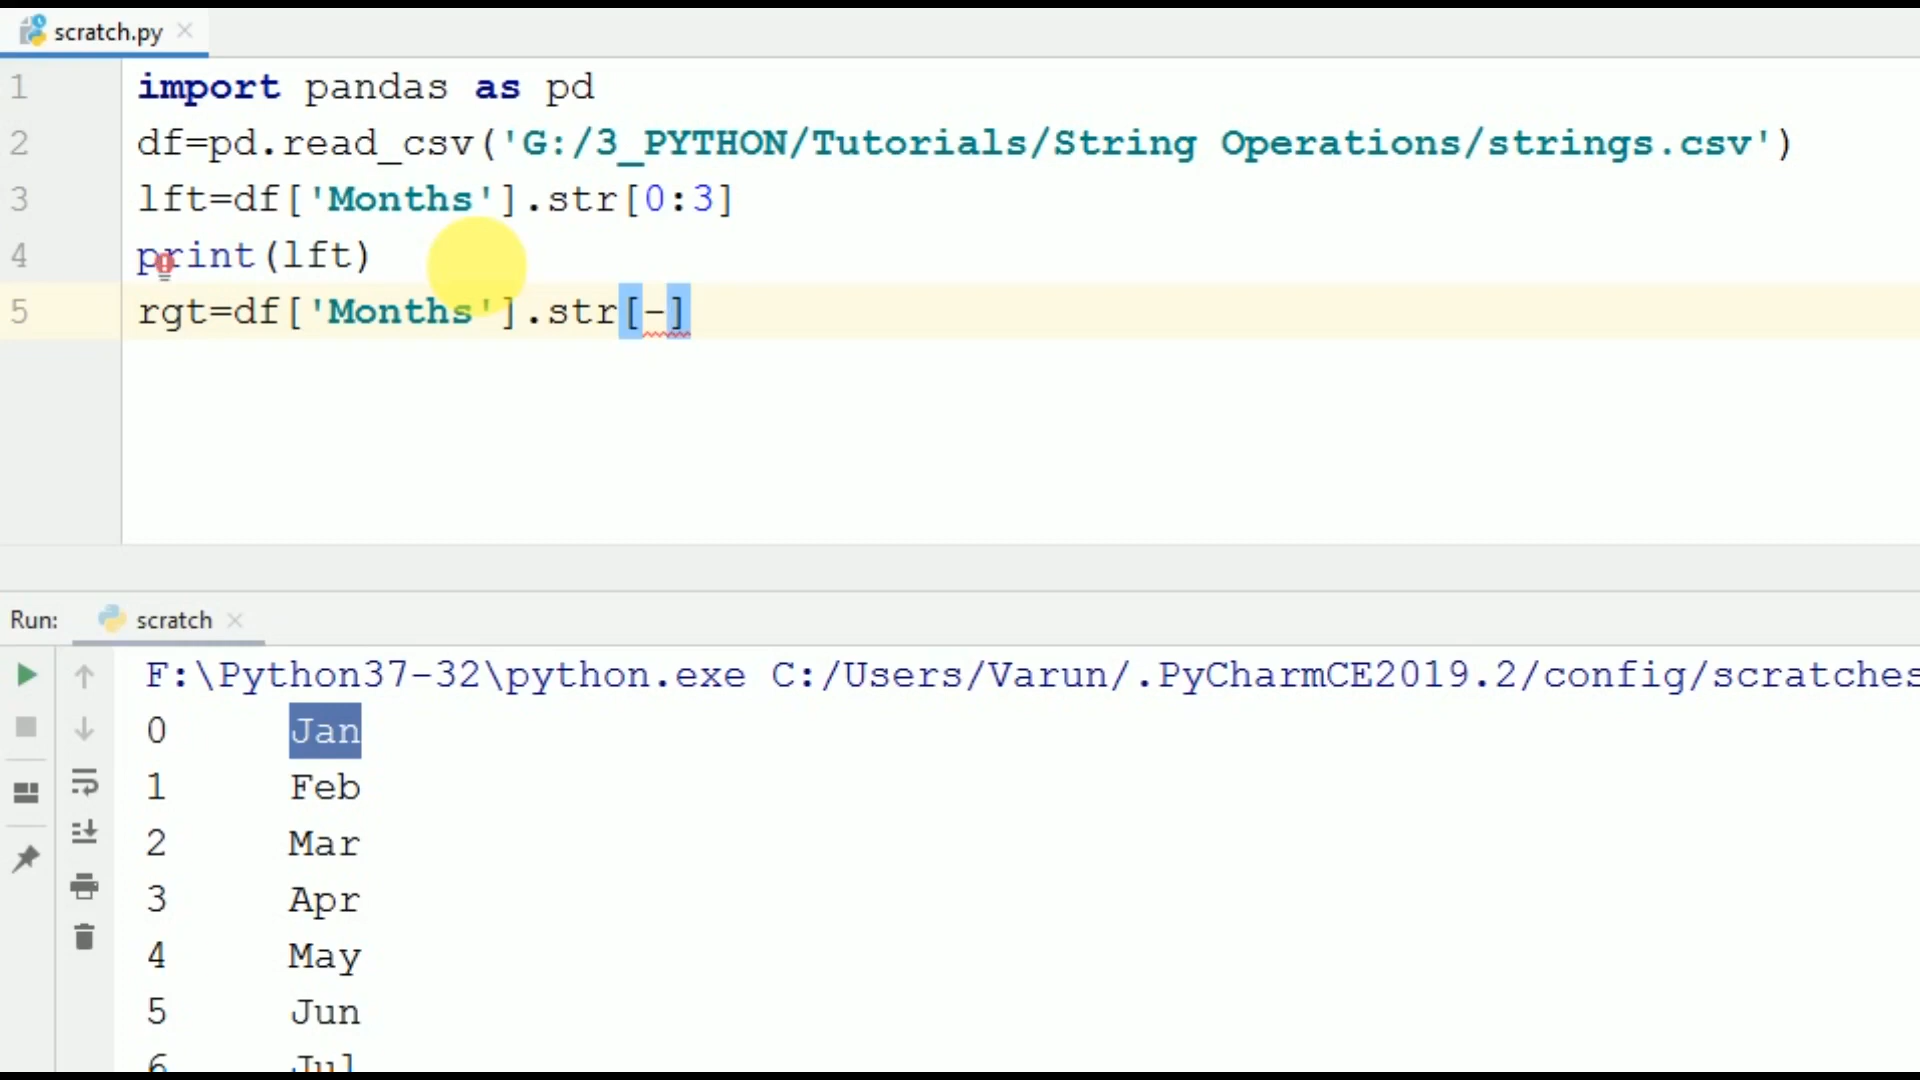 scratch.py
1 import pandas as pd
2 df=pd.read_csv('G:/3_PYTHON/Tutorials/String Operations/strings.csv')
3 lft=df['Months'].str[0:3]
4 print(lft)
5 rgt=df['Months'].str[-]
Run: scratch
F:\Python37-32\python.exe C:/Users/Varun/.PyCharmCE2019.2/config/scratches
0 Jan
1 Feb
2 Mar
3 Apr
4 May
5 Jun
6 Jul